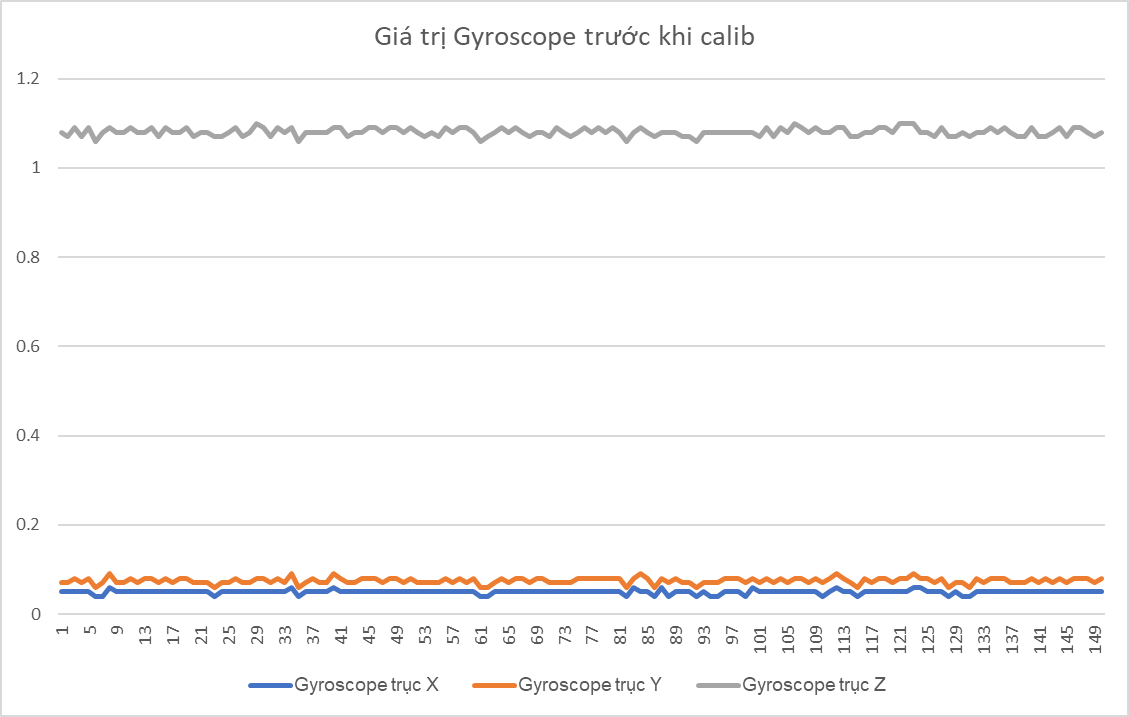 Giá trị Gyroscope trước khi calib
1.2
1
0.8
0.6
0.4
0.2
0
1 5 9 13 17 21 25 29 33 37 41 45 49 53 57 61 65 69 73 77 81 85 89 93 97 101 105 109 113 117 121 125 129 133 137 141 145 149
Gyroscope trục X Gyroscope trục Y Gyroscope trục Z